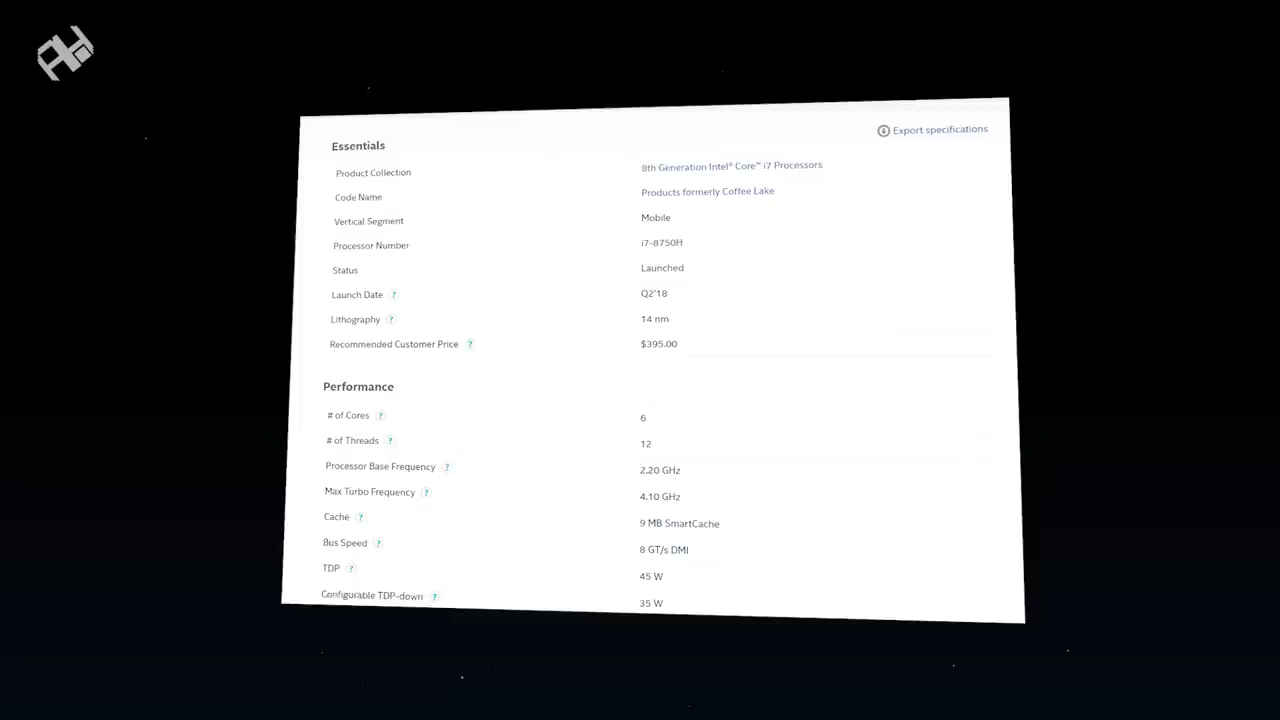 Export specifications
Essentials
Product Collection 8th Generation Intel® Core™ i7 Processors
Code Name Products formerly Coffee Lake
Vertical Segment Mobile
Processor Number i7-8750H
Status Launched
Launch Date ? Q2'18
Lithography ? 14 nm
Recommended Customer Price ? $395.00
Performance
# of Cores ? 6
# of Threads ? 12
Processor Base Frequency ? 2.20 GHz
Max Turbo Frequency ? 4.10 GHz
Cache ? 9 MB SmartCache
Bus Speed ? 8 GT/s DMI
TDP ? 45 W
Configurable TDP-down ? 35 W